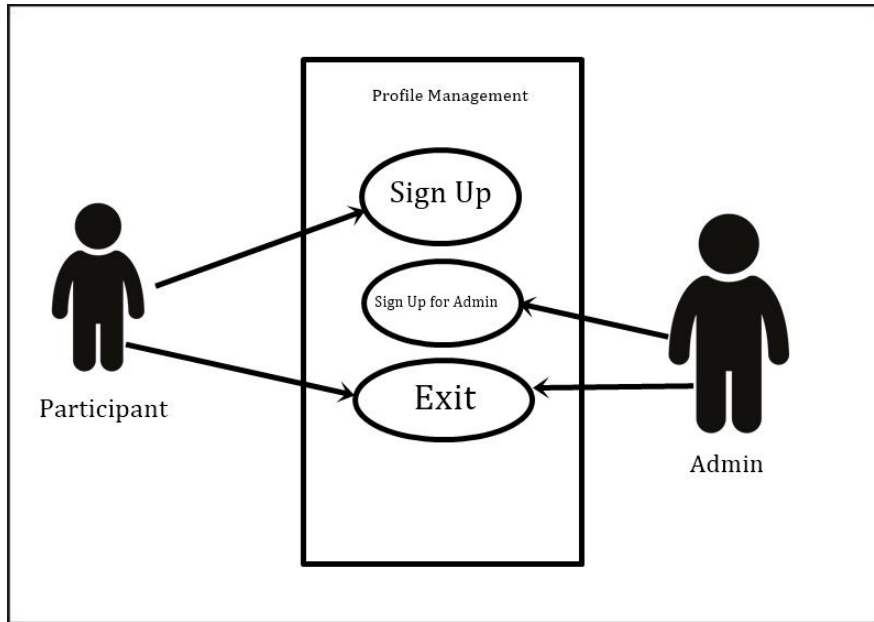 Profile Management
Sign Up
Sign Up for Admin
Exit
Participant
Admin